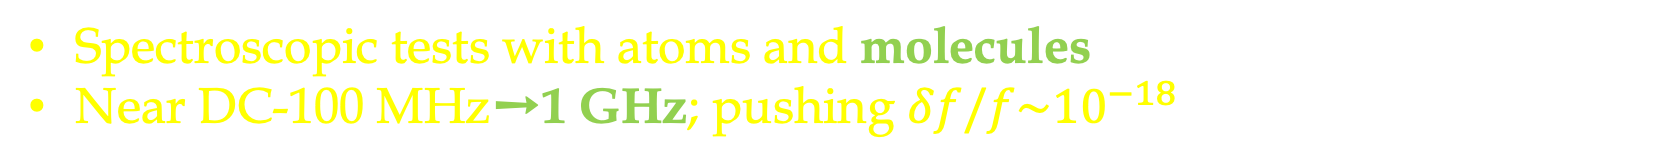 • Spectroscopic tests with atoms and molecules
• Near DC-100 MHz→1 GHz; pushing δf/f~10⁻¹⁸